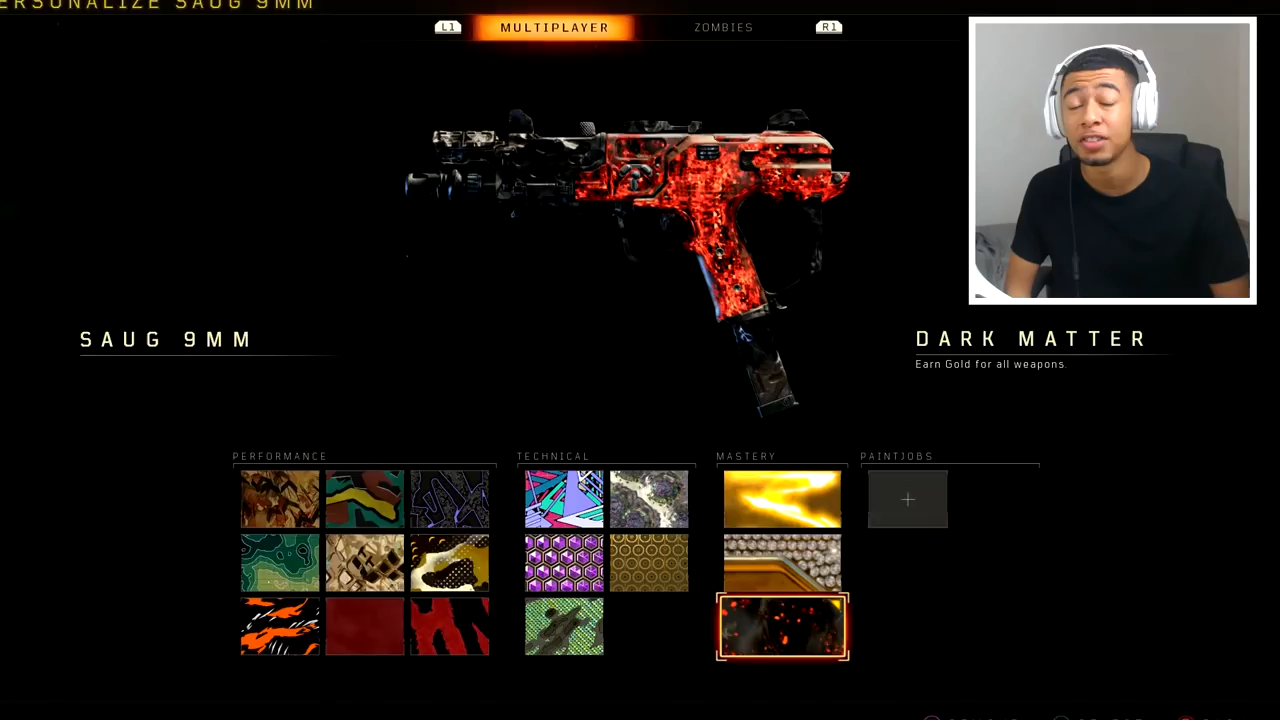 ERSONALIZE SAUG 9MM
L1 MULTIPLAYER ZOMBIES R1
SAUG 9MM
DARK MATTER
Earn Gold for all weapons.
PERFORMANCE TECHNICAL MASTERY PAINTJOBS